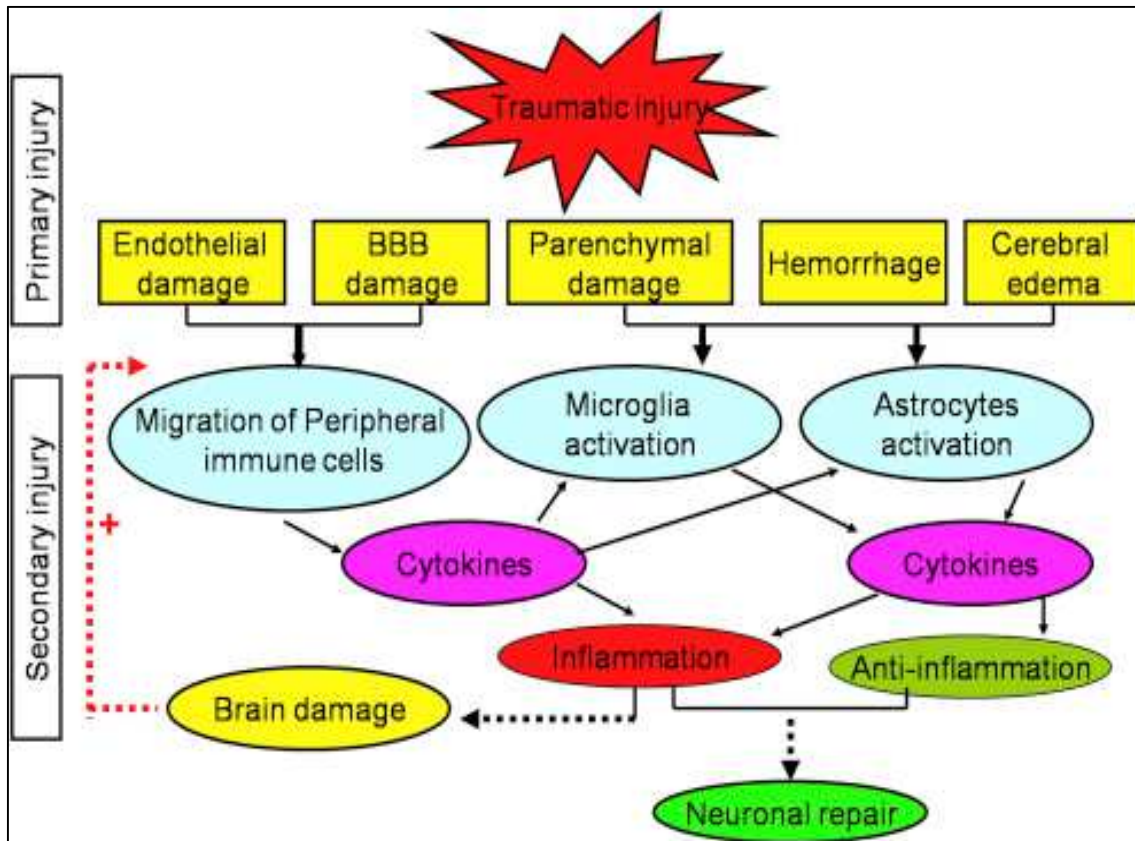 Primary injury
Traumatic injury
Endothelial
damage
BBB
damage
Parenchymal
damage
Hemorrhage
Cerebral
edema
Secondary injury
+
Migration of Peripheral
immune cells
Microglia
activation
Astrocytes
activation
Cytokines
Cytokines
Inflammation
Anti-inflammation
Brain damage
Neuronal repair